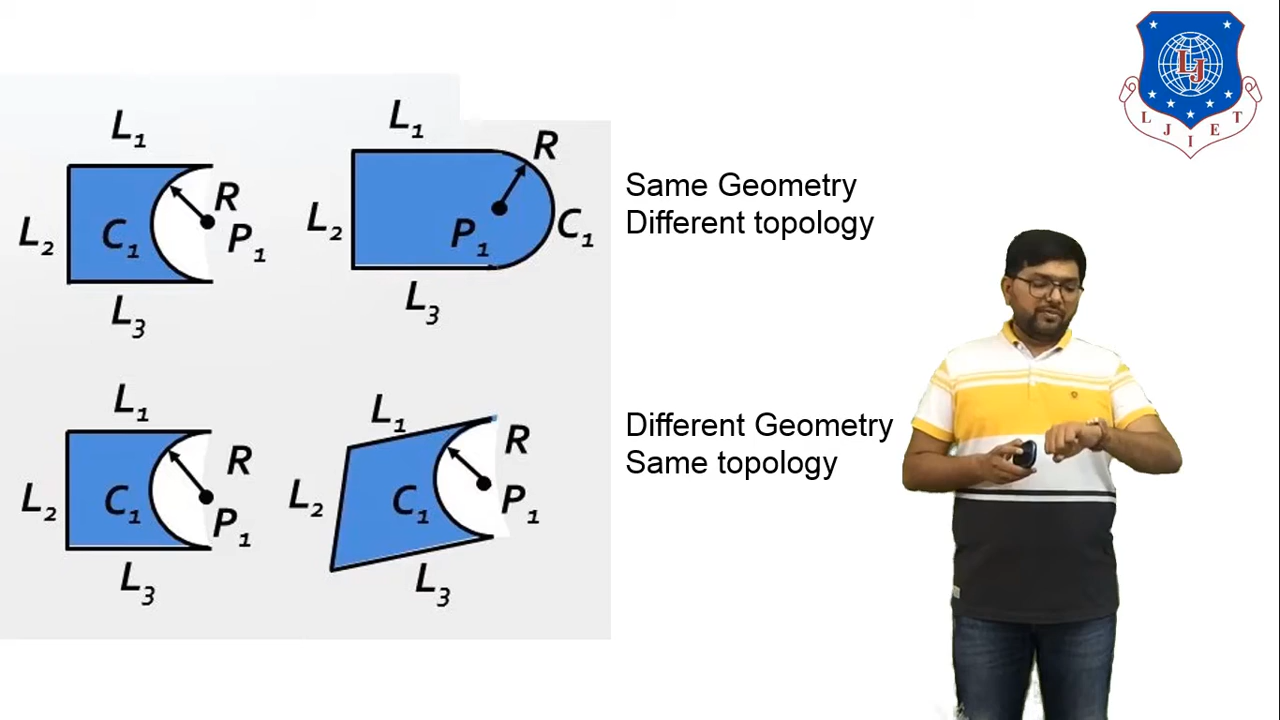 L1
L1
R
Same Geometry
R
L2
C1
P1
L2
P1
C1
Different topology
L3
L3
L1
L1
Different Geometry
R
R
Same topology
L2
C1
P1
L2
C1
P1
L3
L3
LJ
L J I E T